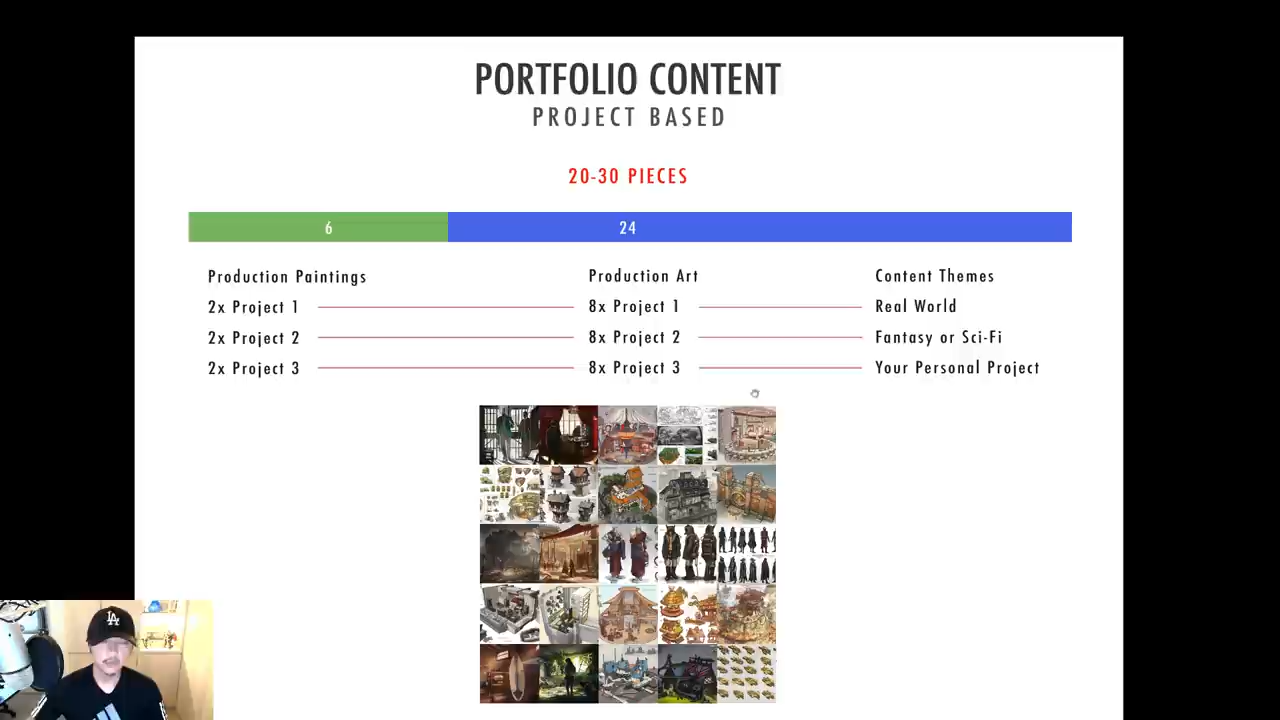 PORTFOLIO CONTENT
PROJECT BASED
20-30 PIECES
6 24
Production Paintings Production Art Content Themes
2x Project 1 8x Project 1 Real World
2x Project 2 8x Project 2 Fantasy or Sci-Fi
2x Project 3 8x Project 3 Your Personal Project
LA